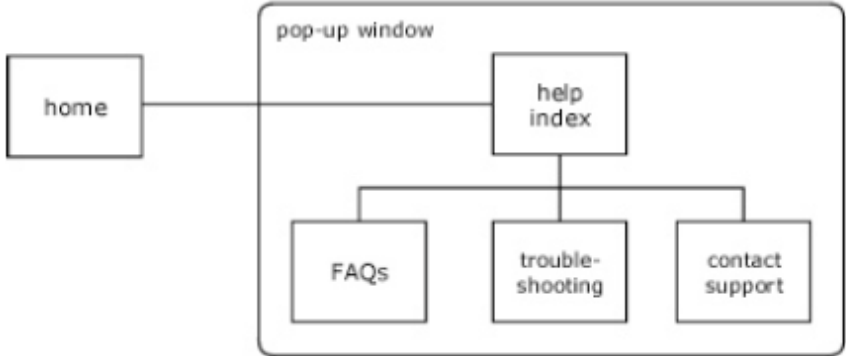 pop-up window
home
help
index
FAQs
trouble-
shooting
contact
support